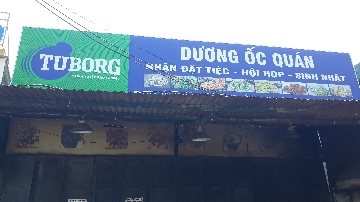 TUBORG
DƯƠNG ỐC QUÁN
NHẬN ĐẶT TIỆC - HỘI HỌP - SINH NHẬT